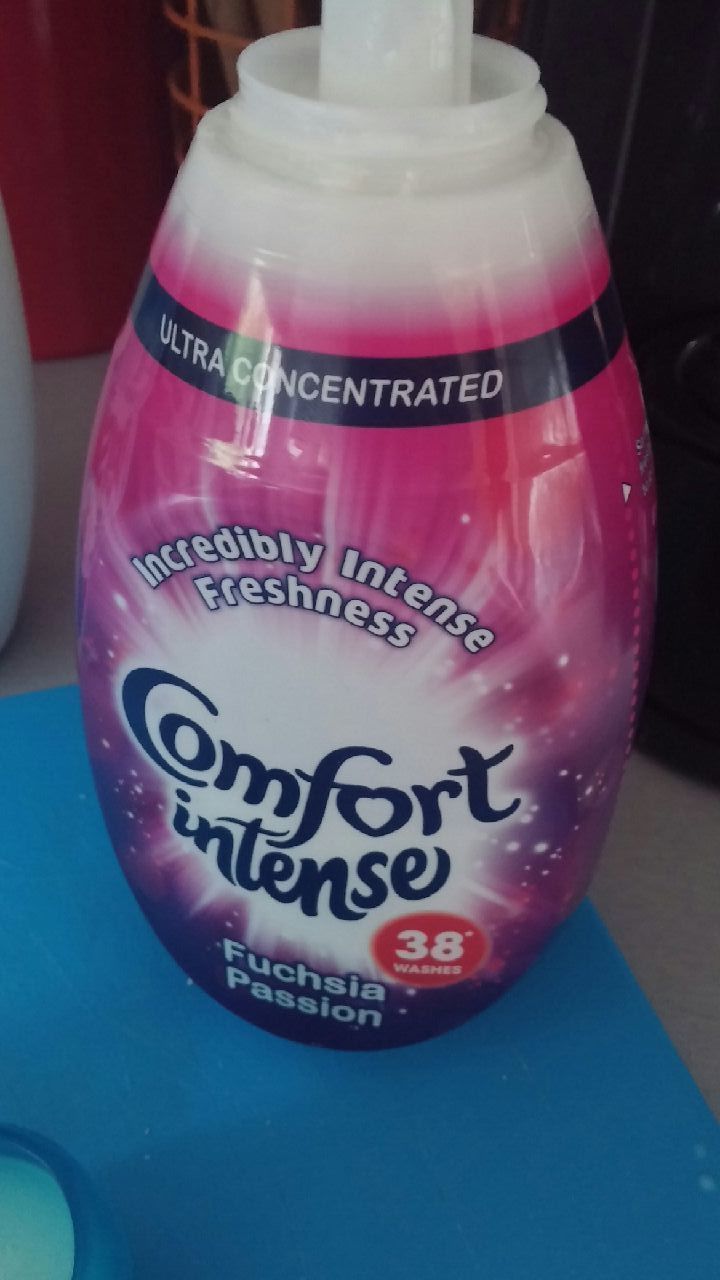 ULTRA CONCENTRATED
Incredibly Intense
Freshness
Comfort
intense
38*
WASHES
Fuchsia
Passion